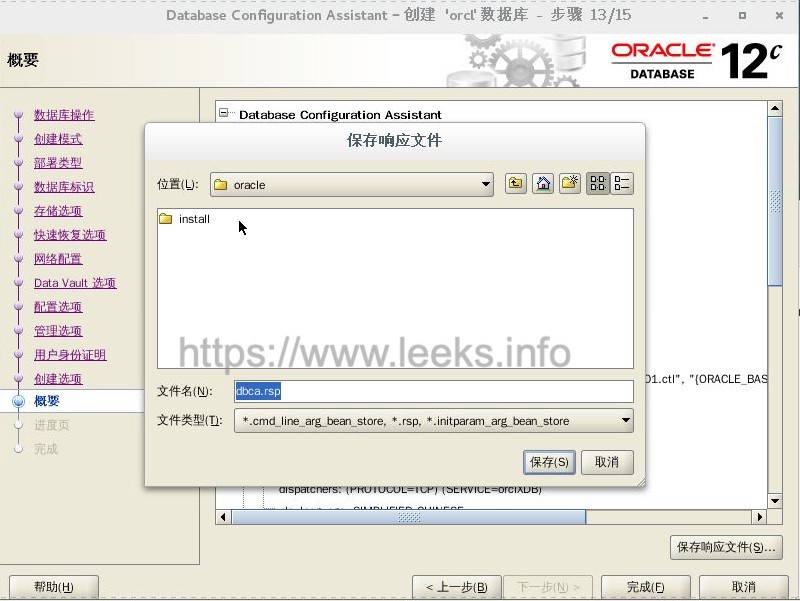 Database Configuration Assistant – 创建 'orcl' 数据库 - 步骤 13/15
概要
ORACLE
DATABASE
12c
数据库操作
创建模式
部署类型
数据库标识
存储选项
快速恢复选项
网络配置
Data Vault 选项
配置选项
管理选项
用户身份证明
创建选项
概要
进度页
完成
Database Configuration Assistant
保存响应文件
位置(L):
oracle
install
https://www.leeks.info
文件名(N):
dbca.rsp
文件类型(T):
*.cmd_line_arg_bean_store, *.rsp, *.initparam_arg_bean_store
保存(S)
取消
01.ctl", "{ORACLE_BAS
dispatchers: (PROTOCOL=TCP) (SERVICE=orclXDB)
保存响应文件(S)...
帮助(H)
< 上一步(B)
下一步(N) >
完成(F)
取消